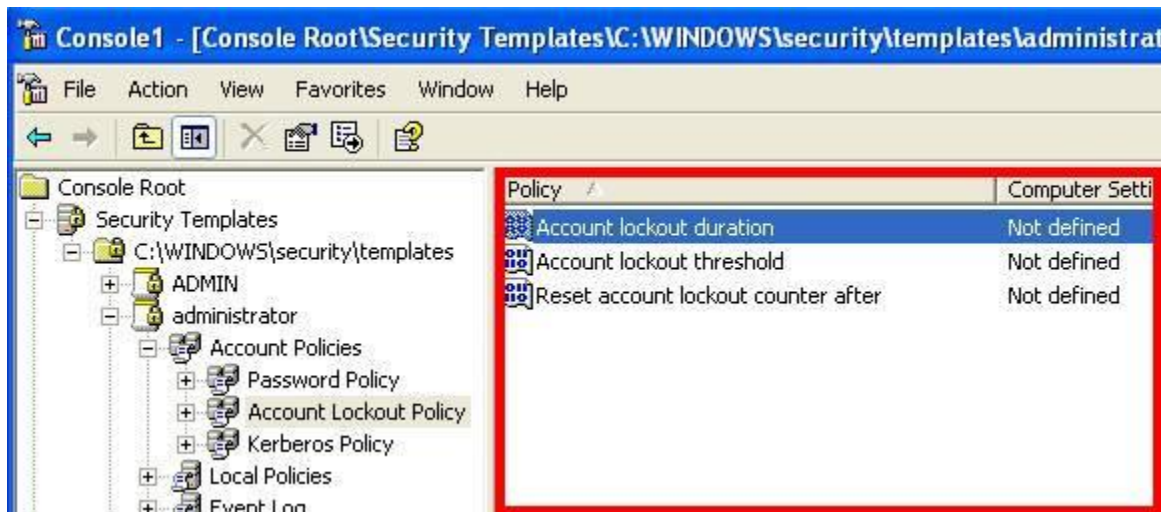 Console1 - [Console Root\Security Templates\C:\WINDOWS\security\templates\administrat
File Action View Favorites Window Help
Console Root
Security Templates
C:\WINDOWS\security\templates
ADMIN
administrator
Account Policies
Password Policy
Account Lockout Policy
Kerberos Policy
Local Policies
Event Log
Policy Computer Setti
Account lockout duration Not defined
Account lockout threshold Not defined
Reset account lockout counter after Not defined